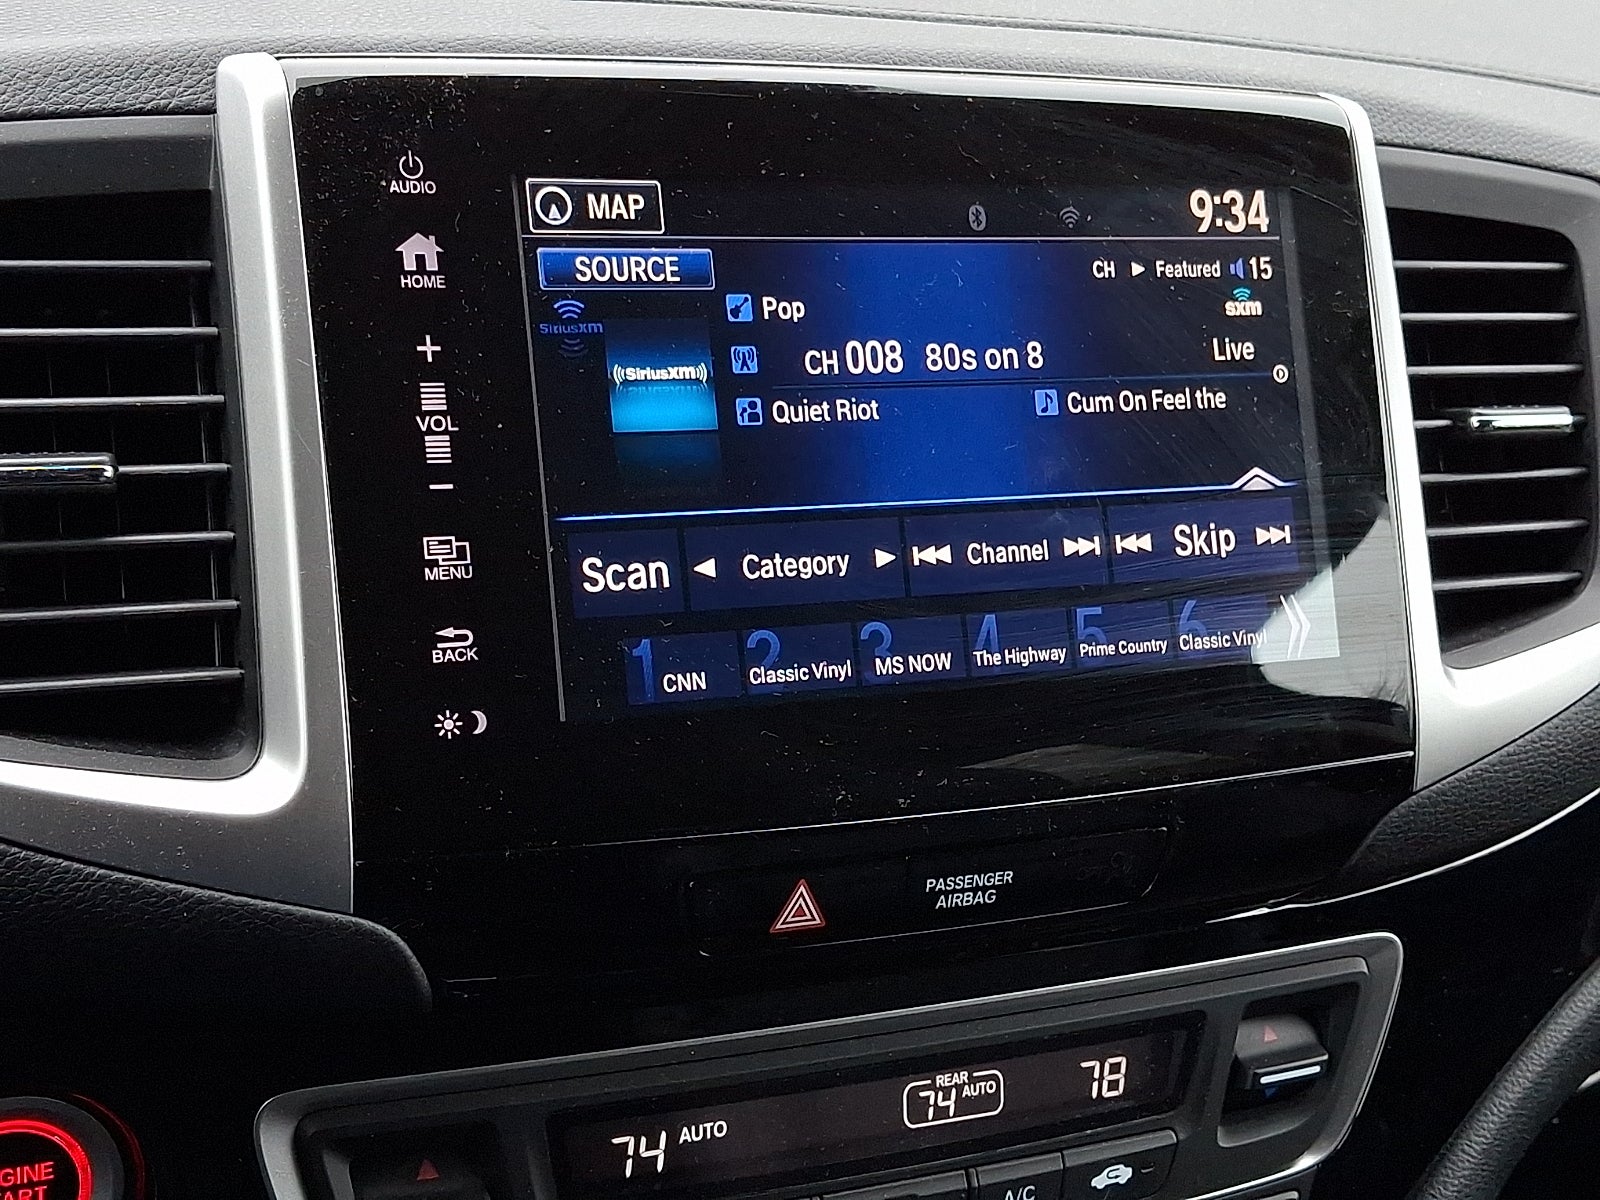 AUDIO
MAP
9:34
HOME
SOURCE
CH ▶ Featured 15
SiriusXM
sxm
Pop
((SiriusXM))
CH 008 80s on 8
Live
Quiet Riot
Cum On Feel the
+
VOL
−
Scan
Category
Channel
Skip
MENU
1 CNN
2 Classic Vinyl
3 MS NOW
4 The Highway
5 Prime Country
6 Classic Vinyl
BACK
PASSENGER
AIRBAG
REAR
74 AUTO
78
74 AUTO
A/C